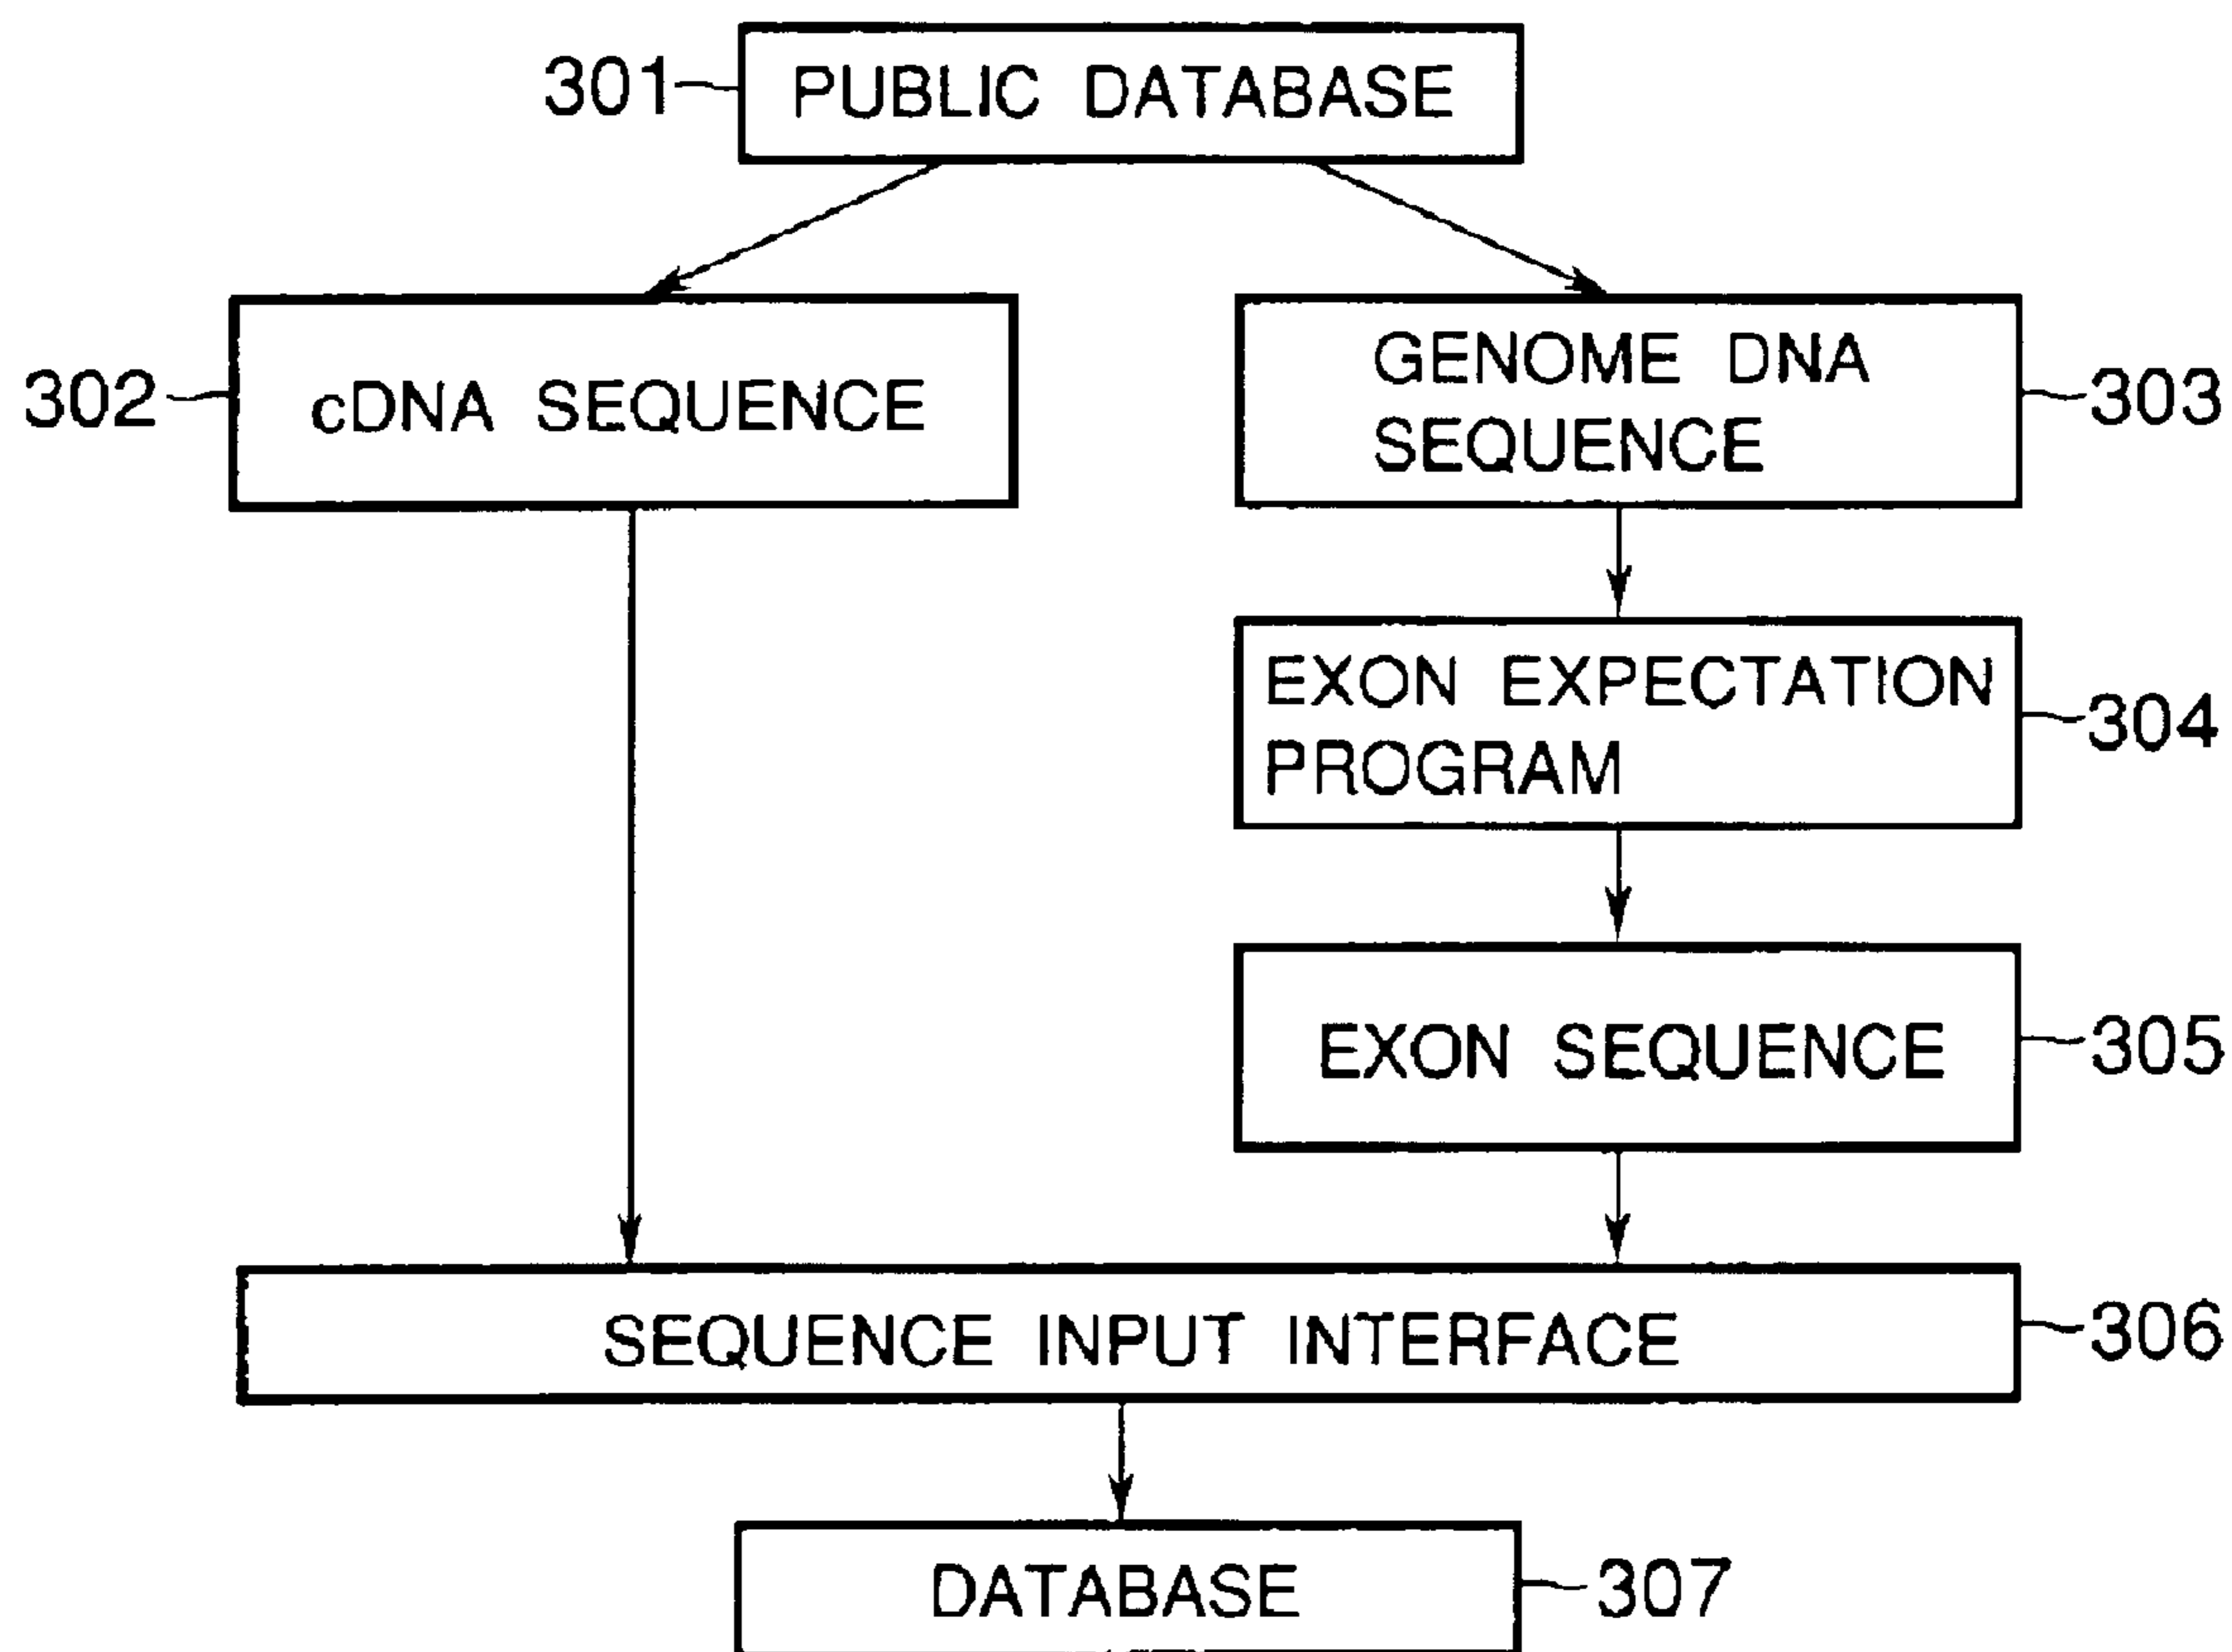 301
PUBLIC DATABASE
302
cDNA SEQUENCE
GENOME DNA
SEQUENCE
303
EXON EXPECTATION
PROGRAM
304
EXON SEQUENCE
305
SEQUENCE INPUT INTERFACE
306
DATABASE
307